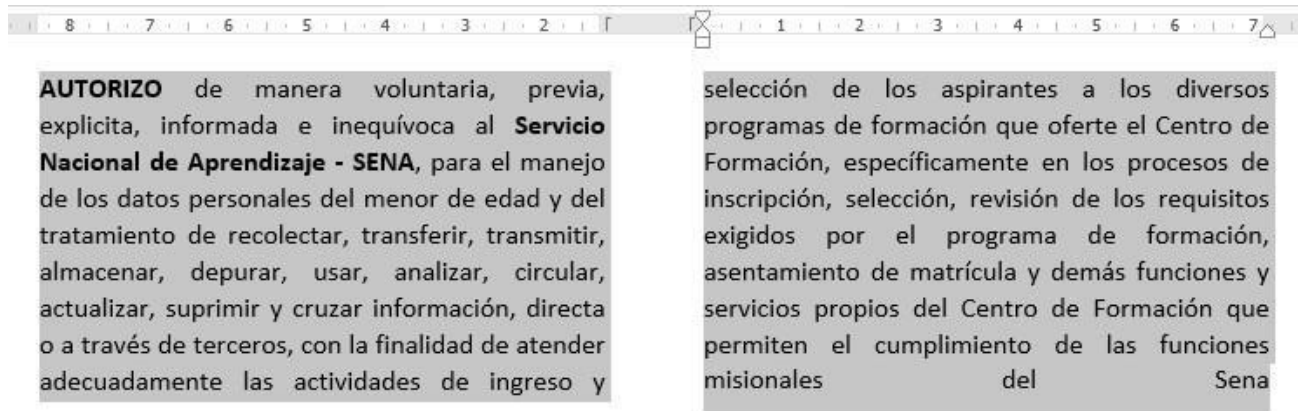 8 7 6 5 4 3 2 1 2 3 4 5 6 7
AUTORIZO de manera voluntaria, previa,
explicita, informada e inequívoca al Servicio
Nacional de Aprendizaje - SENA, para el manejo
de los datos personales del menor de edad y del
tratamiento de recolectar, transferir, transmitir,
almacenar, depurar, usar, analizar, circular,
actualizar, suprimir y cruzar información, directa
o a través de terceros, con la finalidad de atender
adecuadamente las actividades de ingreso y
selección de los aspirantes a los diversos
programas de formación que oferte el Centro de
Formación, específicamente en los procesos de
inscripción, selección, revisión de los requisitos
exigidos por el programa de formación,
asentamiento de matrícula y demás funciones y
servicios propios del Centro de Formación que
permiten el cumplimiento de las funciones
misionales del Sena